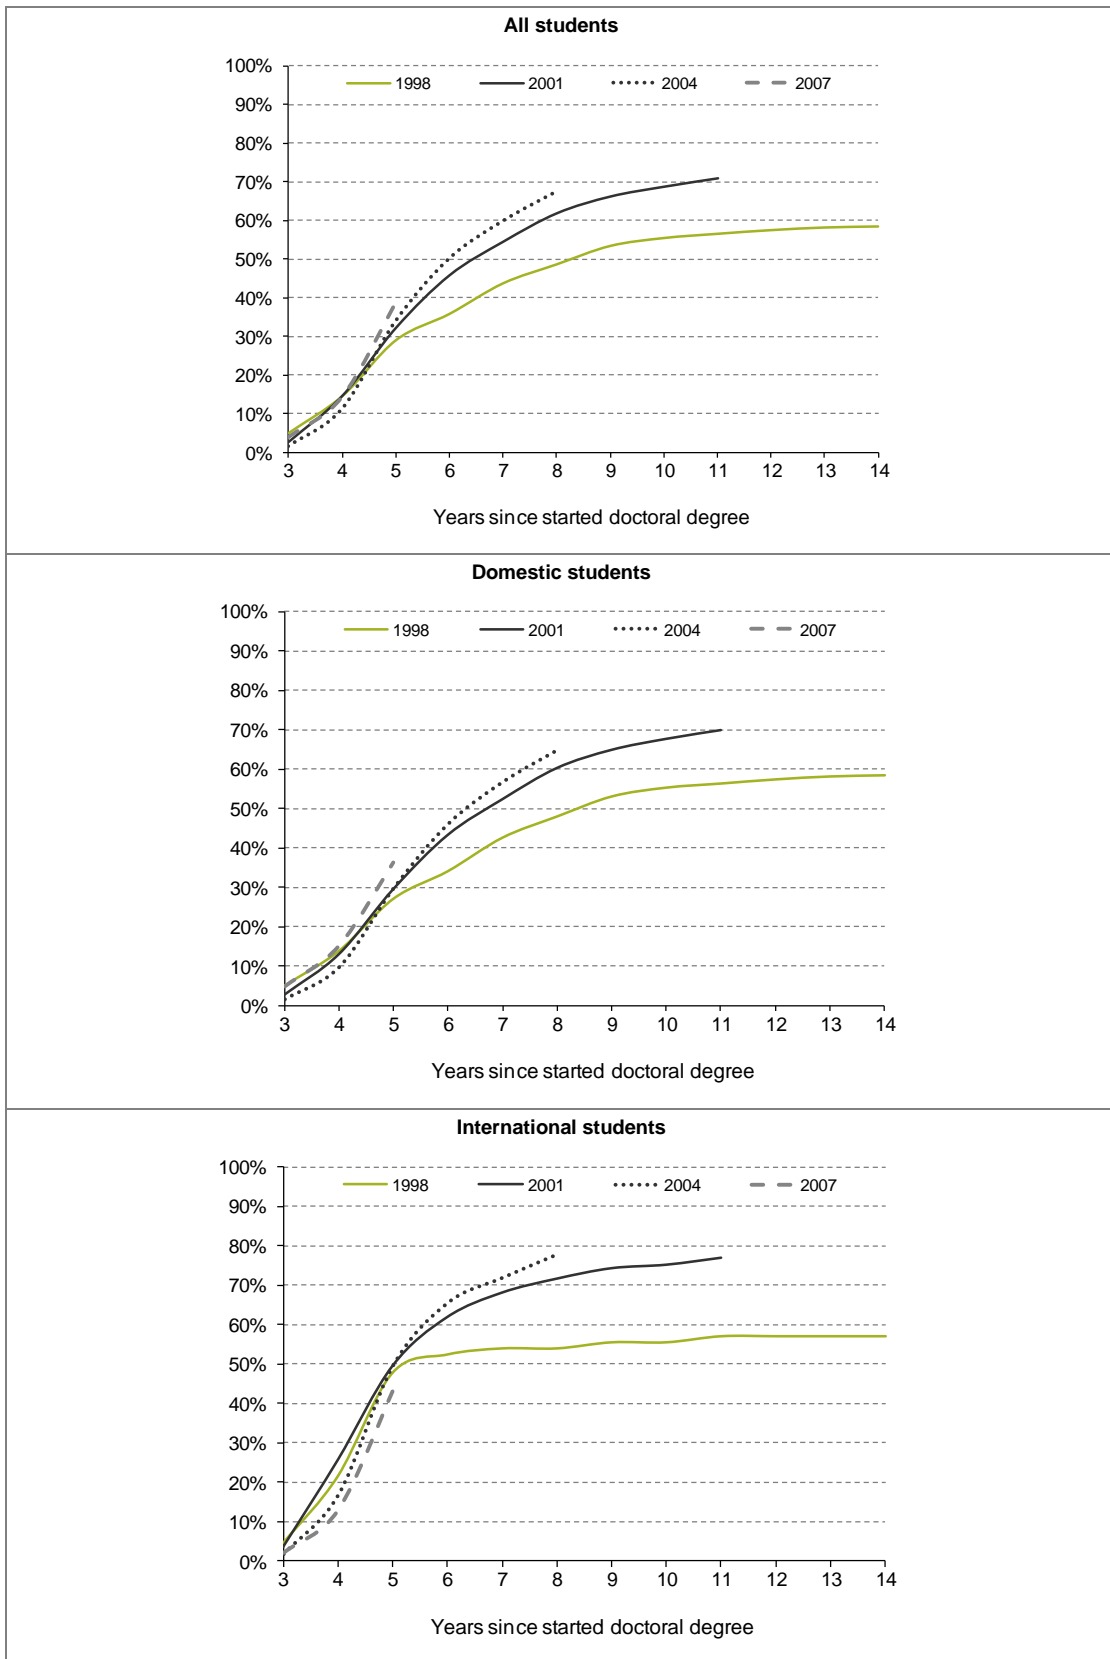 All students
1998 2001 2004 2007
100%
90%
80%
70%
60%
50%
40%
30%
20%
10%
0%
3 4 5 6 7 8 9 10 11 12 13 14
Years since started doctoral degree
Domestic students
1998 2001 2004 2007
100%
90%
80%
70%
60%
50%
40%
30%
20%
10%
0%
3 4 5 6 7 8 9 10 11 12 13 14
Years since started doctoral degree
International students
1998 2001 2004 2007
100%
90%
80%
70%
60%
50%
40%
30%
20%
10%
0%
3 4 5 6 7 8 9 10 11 12 13 14
Years since started doctoral degree